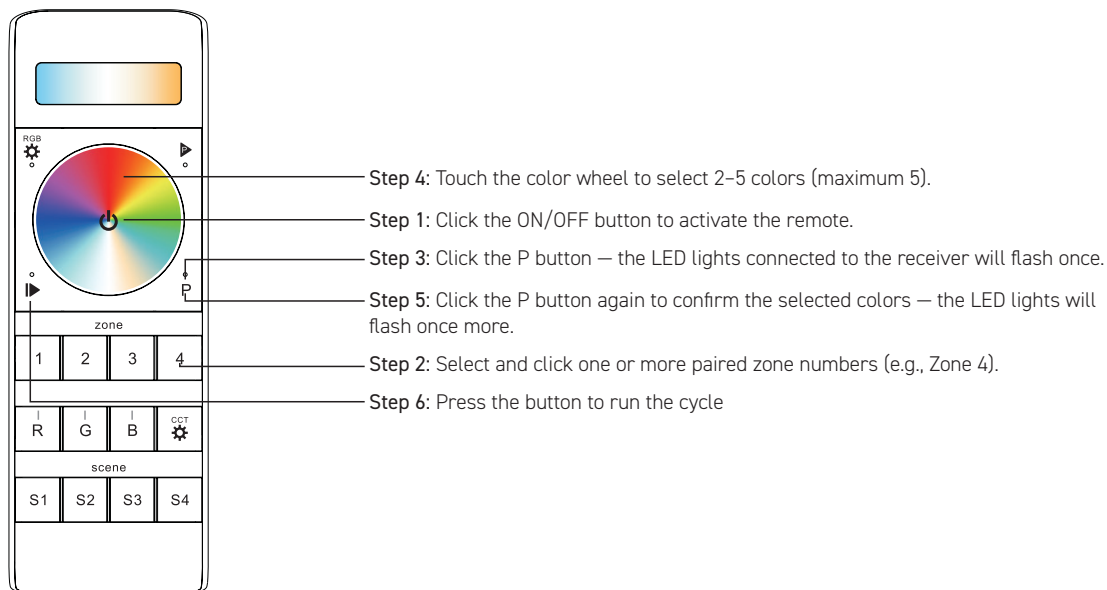 RGB
P
Step 4: Touch the color wheel to select 2–5 colors (maximum 5).
Step 1: Click the ON/OFF button to activate the remote.
Step 3: Click the P button — the LED lights connected to the receiver will flash once.
P
Step 5: Click the P button again to confirm the selected colors — the LED lights will
flash once more.
zone
1 2 3 4
Step 2: Select and click one or more paired zone numbers (e.g., Zone 4).
Step 6: Press the button to run the cycle
R G B CCT
scene
S1 S2 S3 S4